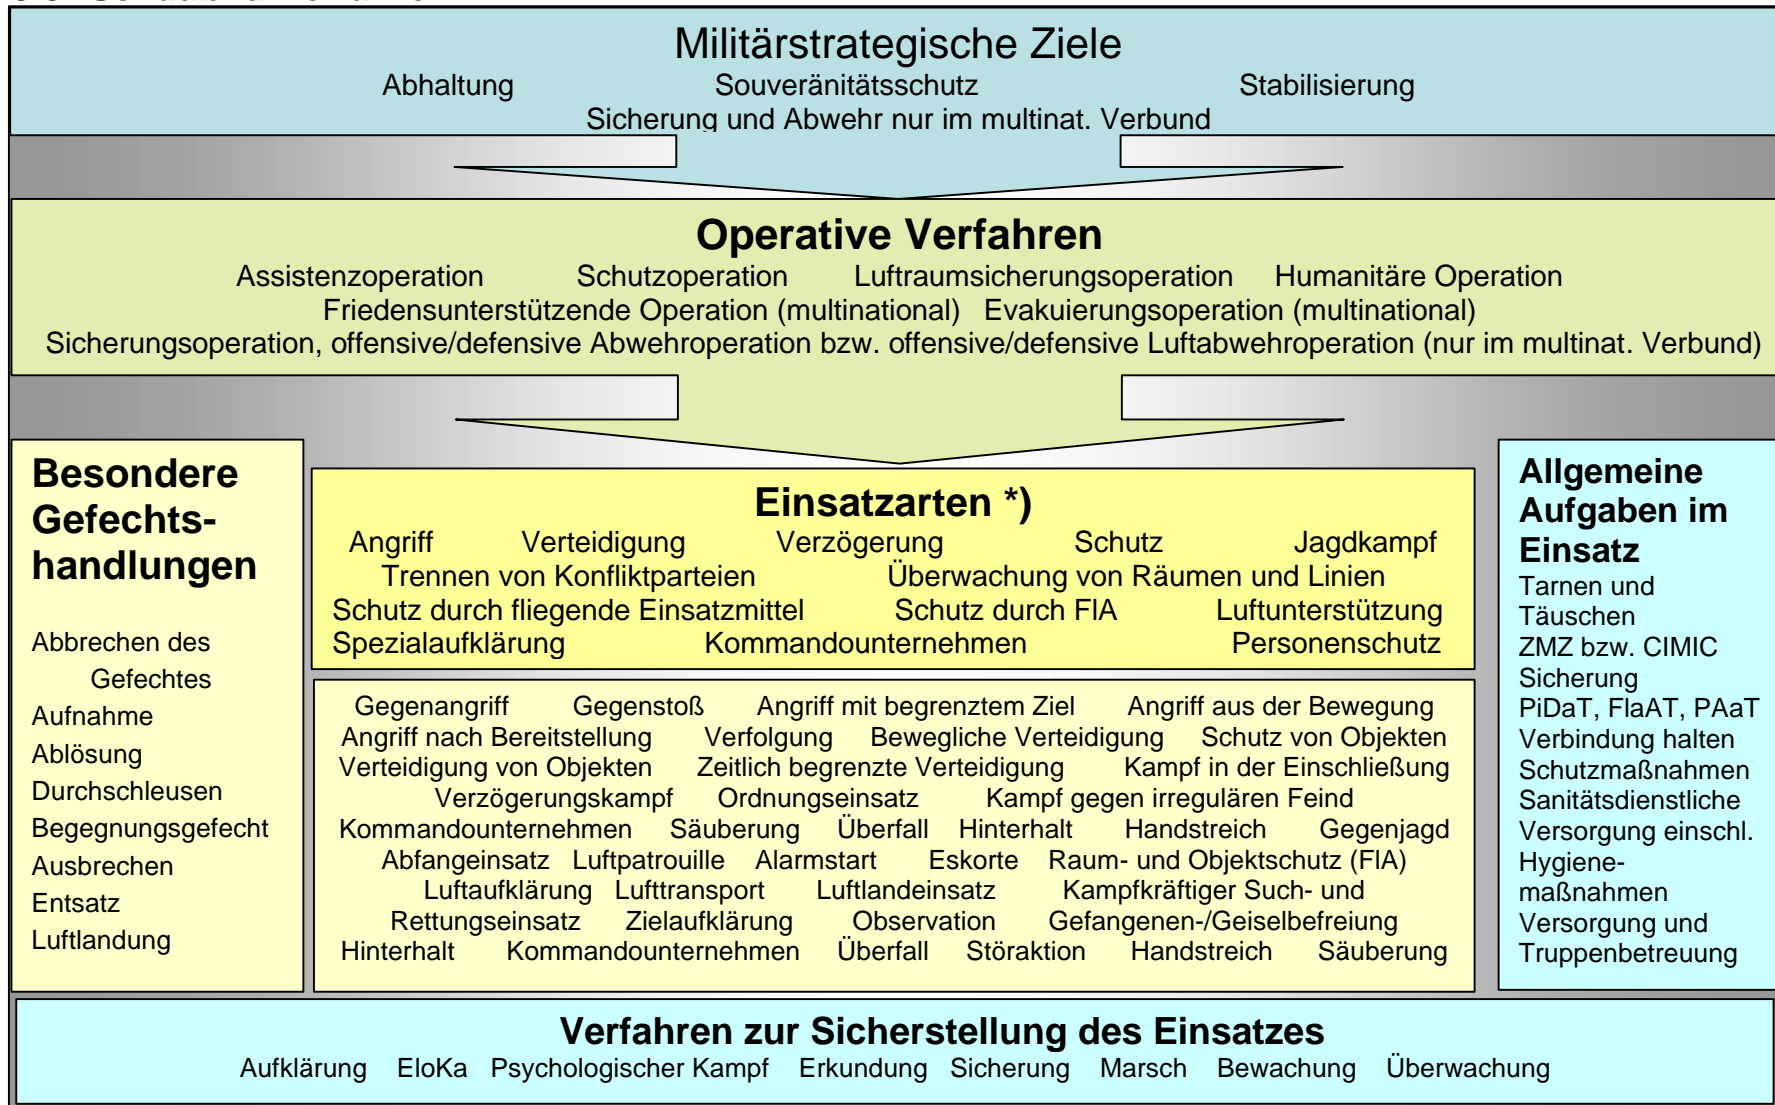 Militärstrategische Ziele
Abhaltung Souveränitätsschutz Stabilisierung
Sicherung und Abwehr nur im multinat. Verbund
Operative Verfahren
Assistenzoperation Schutzoperation Luftraumsicherungsoperation Humanitäre Operation
Friedensunterstützende Operation (multinational) Evakuierungsoperation (multinational)
Sicherungsoperation, offensive/defensive Abwehroperation bzw. offensive/defensive Luftabwehroperation (nur im multinat. Verbund)
Besondere
Gefechts-
handlungen
Abbrechen des
Gefechtes
Aufnahme
Ablösung
Durchschleusen
Begegnungsgefecht
Ausbrechen
Entsatz
Luftlandung
Einsatzarten *)
Angriff Verteidigung Verzögerung Schutz Jagdkampf
Trennen von Konfliktparteien Überwachung von Räumen und Linien
Schutz durch fliegende Einsatzmittel Schutz durch FlA Luftunterstützung
Spezialaufklärung Kommandounternehmen Personenschutz
Gegenangriff Gegenstoß Angriff mit begrenztem Ziel Angriff aus der Bewegung
Angriff nach Bereitstellung Verfolgung Bewegliche Verteidigung Schutz von Objekten
Verteidigung von Objekten Zeitlich begrenzte Verteidigung Kampf in der Einschließung
Verzögerungskampf Ordnungseinsatz Kampf gegen irregulären Feind
Kommandounternehmen Säuberung Überfall Hinterhalt Handstreich Gegenjagd
Abfangeinsatz Luftpatrouille Alarmstart Eskorte Raum- und Objektschutz (FlA)
Luftaufklärung Lufttransport Luftlandeinsatz Kampfkräftiger Such- und
Rettungseinsatz Zielaufklärung Observation Gefangenen-/Geiselbefreiung
Hinterhalt Kommandounternehmen Überfall Störaktion Handstreich Säuberung
Allgemeine
Aufgaben im
Einsatz
Tarnen und
Täuschen
ZMZ bzw. CIMIC
Sicherung
PiDaT, FlaAT, PAaT
Verbindung halten
Schutzmaßnahmen
Sanitätsdienstliche
Versorgung einschl.
Hygiene-
maßnahmen
Versorgung und
Truppenbetreuung
Verfahren zur Sicherstellung des Einsatzes
Aufklärung EloKa Psychologischer Kampf Erkundung Sicherung Marsch Bewachung Überwachung